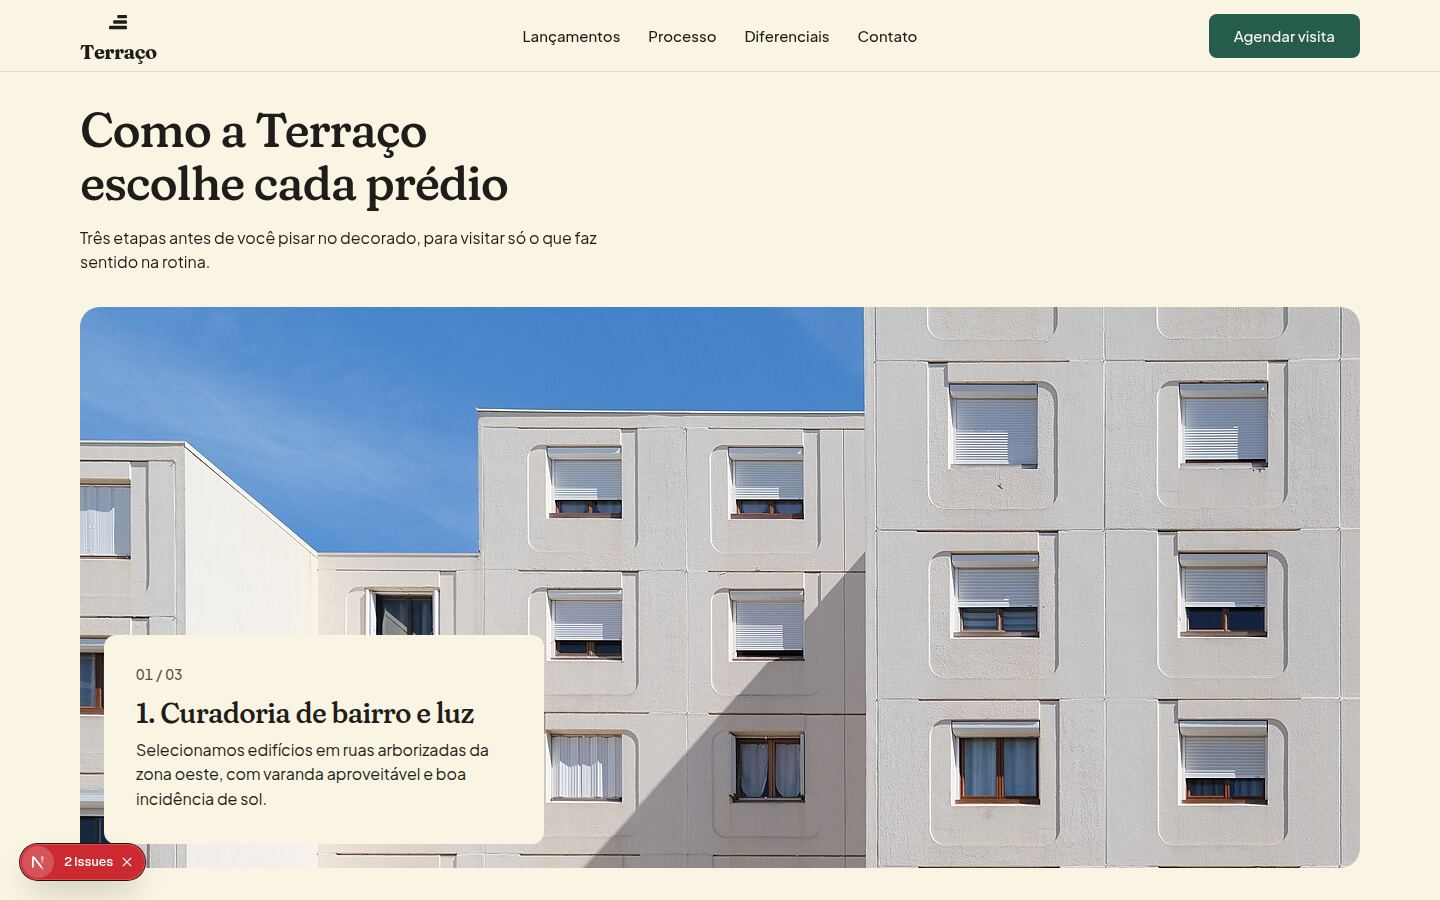 Terraço
Lançamentos
Processo
Diferenciais
Contato
Agendar visita
Como a Terraço
escolhe cada prédio
Três etapas antes de você pisar no decorado, para visitar só o que faz
sentido na rotina.
01 / 03
1. Curadoria de bairro e luz
Selecionamos edifícios em ruas arborizadas da
zona oeste, com varanda aproveitável e boa
incidência de sol.
N
2 Issues